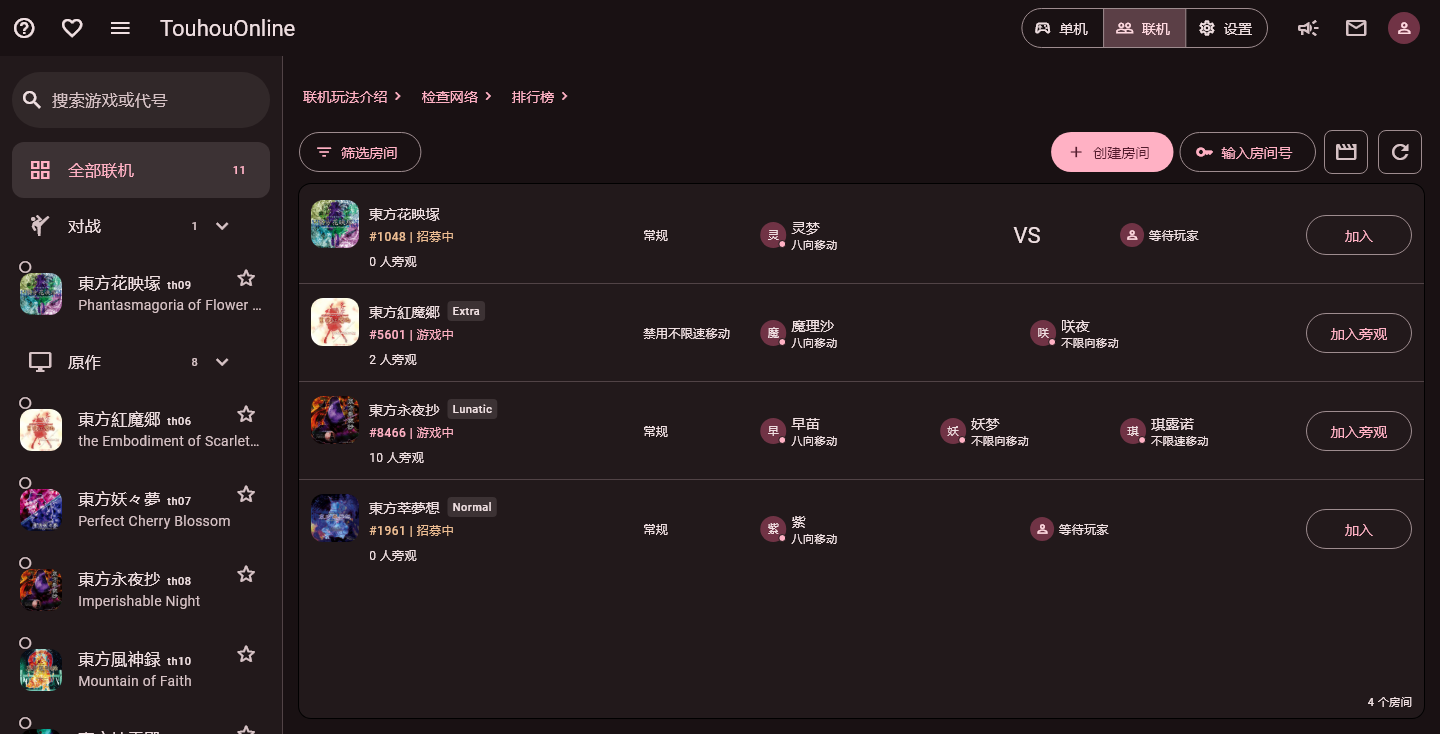 TouhouOnline
单机
联机
设置
搜索游戏或代号
全部联机 11
对战 1
東方花映塚 th09
Phantasmagoria of Flower ...
原作 8
東方紅魔郷 th06
the Embodiment of Scarlet...
東方妖々夢 th07
Perfect Cherry Blossom
東方永夜抄 th08
Imperishable Night
東方風神録 th10
Mountain of Faith
联机玩法介绍
检查网络
排行榜
筛选房间
创建房间
输入房间号
東方花映塚
#1048 | 招募中
0 人旁观
常规
灵
灵梦
八向移动
VS
等待玩家
加入
東方紅魔郷 Extra
#5601 | 游戏中
2 人旁观
禁用不限速移动
魔
魔理沙
八向移动
咲
咲夜
不限向移动
加入旁观
東方永夜抄 Lunatic
#8466 | 游戏中
10 人旁观
常规
早
早苗
八向移动
妖
妖梦
不限向移动
琪
琪露诺
不限速移动
加入旁观
東方萃夢想 Normal
#1961 | 招募中
0 人旁观
常规
紫
紫
八向移动
等待玩家
加入
4 个房间